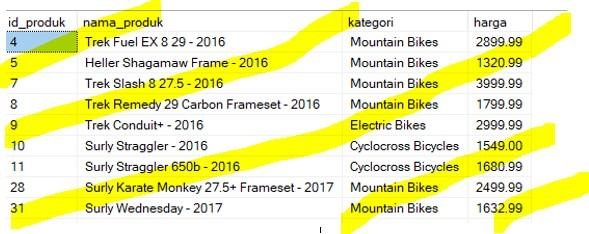 id_produk nama_produk kategori harga
4 Trek Fuel EX 8 29 - 2016 Mountain Bikes 2899.99
5 Heller Shagamaw Frame - 2016 Mountain Bikes 1320.99
7 Trek Slash 8 27.5 - 2016 Mountain Bikes 3999.99
8 Trek Remedy 29 Carbon Frameset - 2016 Mountain Bikes 1799.99
9 Trek Conduit+ - 2016 Electric Bikes 2999.99
10 Surly Straggler - 2016 Cyclocross Bicycles 1549.00
11 Surly Straggler 650b - 2016 Cyclocross Bicycles 1680.99
28 Surly Karate Monkey 27.5+ Frameset - 2017 Mountain Bikes 2499.99
31 Surly Wednesday - 2017 Mountain Bikes 1632.99